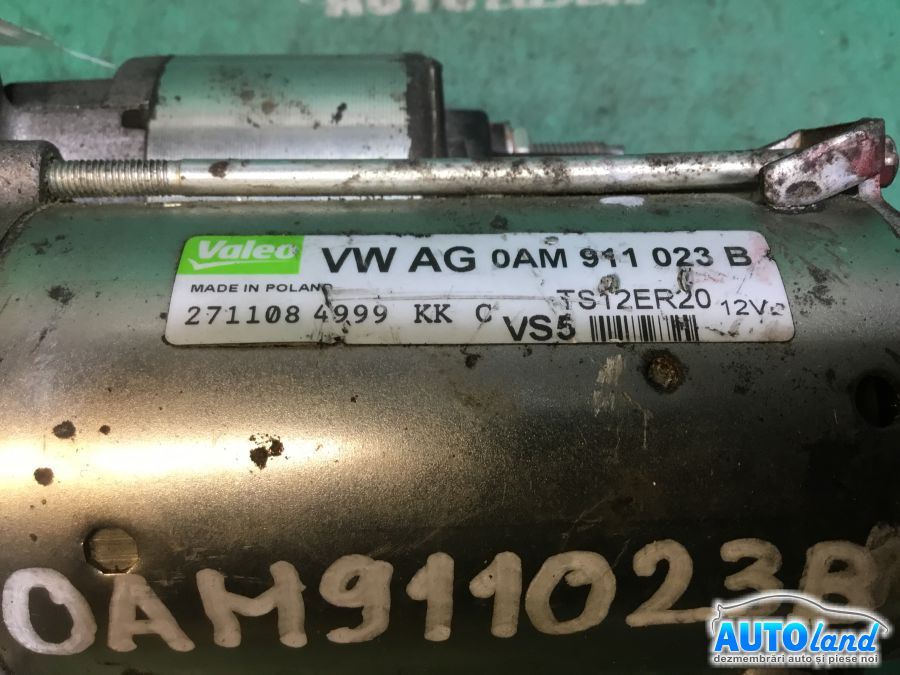 Valeo VW AG 0AM 911 023 B
MADE IN POLAND
TS12ER20 12V
271108 4999 KK C
VS5
0AM911023B
AUTOland
dezmembrări auto și piese noi